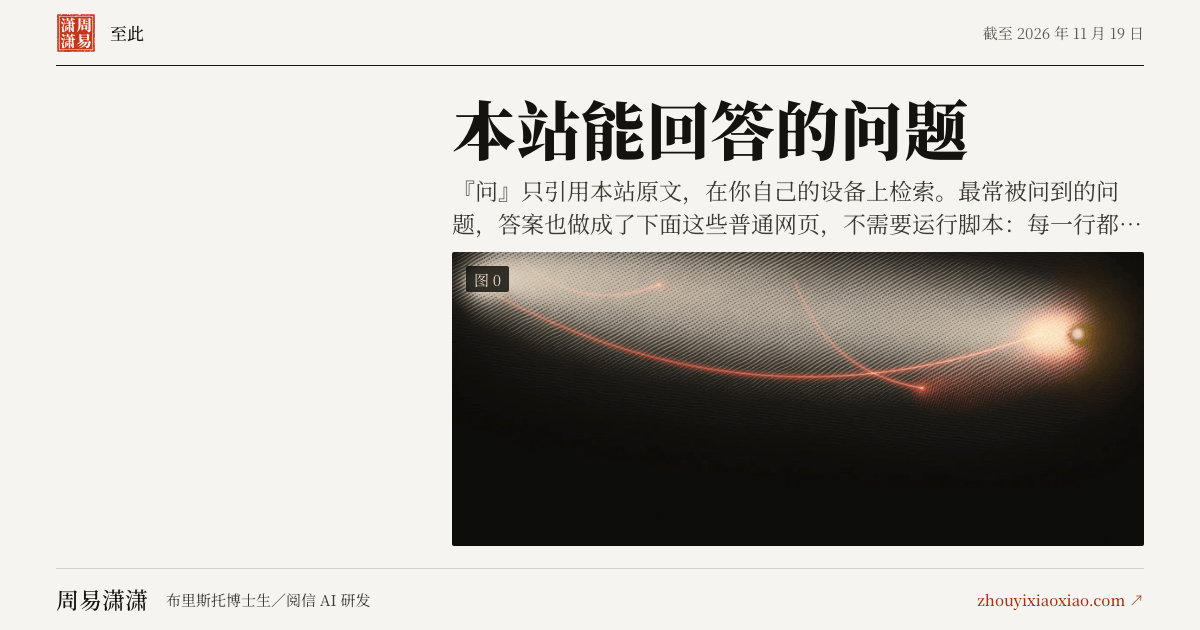 周易潇潇
至此
截至 2026 年 11 月 19 日
本站能回答的问题
『问』只引用本站原文，在你自己的设备上检索。最常被问到的问
题，答案也做成了下面这些普通网页，不需要运行脚本：每一行都…
图 0
周易潇潇
布里斯托博士生／阅信 AI 研发
zhouyixiaoxiao.com ↗